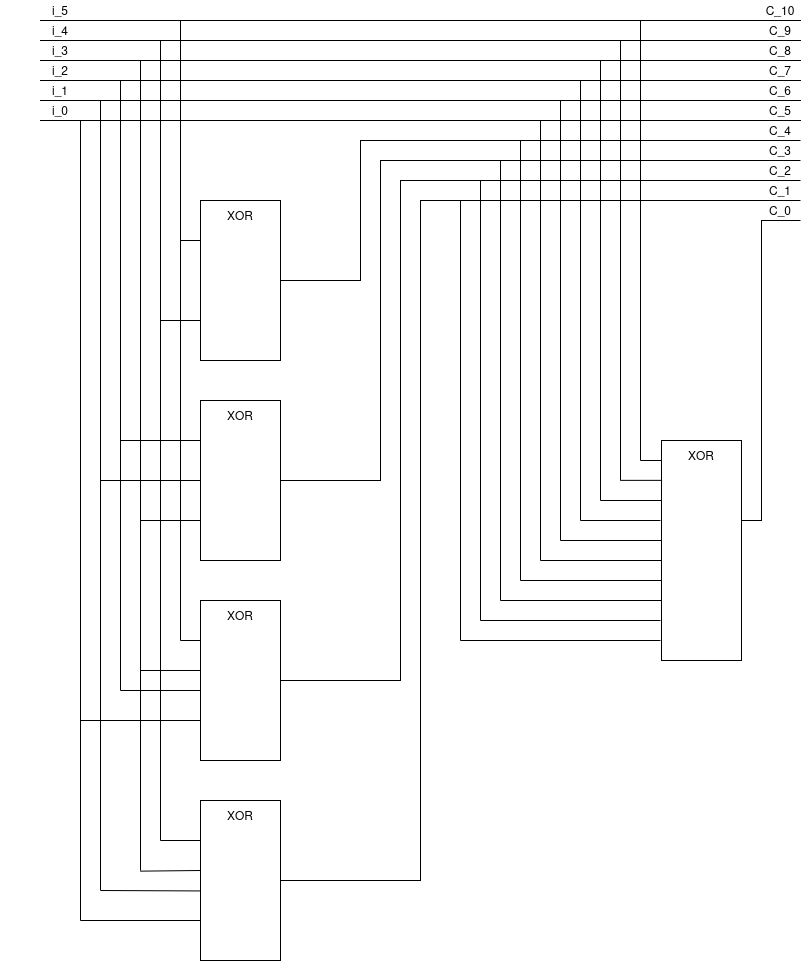 i_5 C_10
i_4 C_9
i_3 C_8
i_2 C_7
i_1 C_6
i_0 C_5
C_4
C_3
C_2
C_1
C_0
XOR
XOR
XOR
XOR
XOR